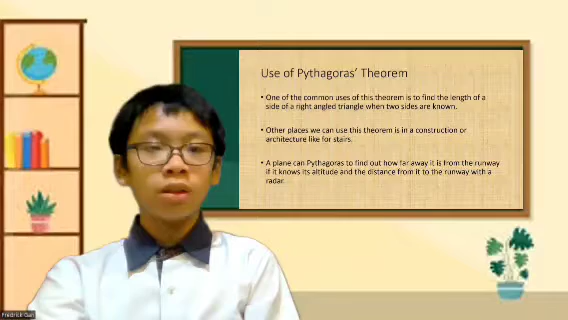 Use of Pythagoras' Theorem
• One of the common uses of this theorem is to find the length of a
side of a right angled triangle when two sides are known.
• Other places we can use this theorem is in a construction or
architecture like for stairs.
• A plane can Pythagoras to find out how far away it is from the runway
if it knows its altitude and the distance from it to the runway with a
radar.
Fredrick Gan